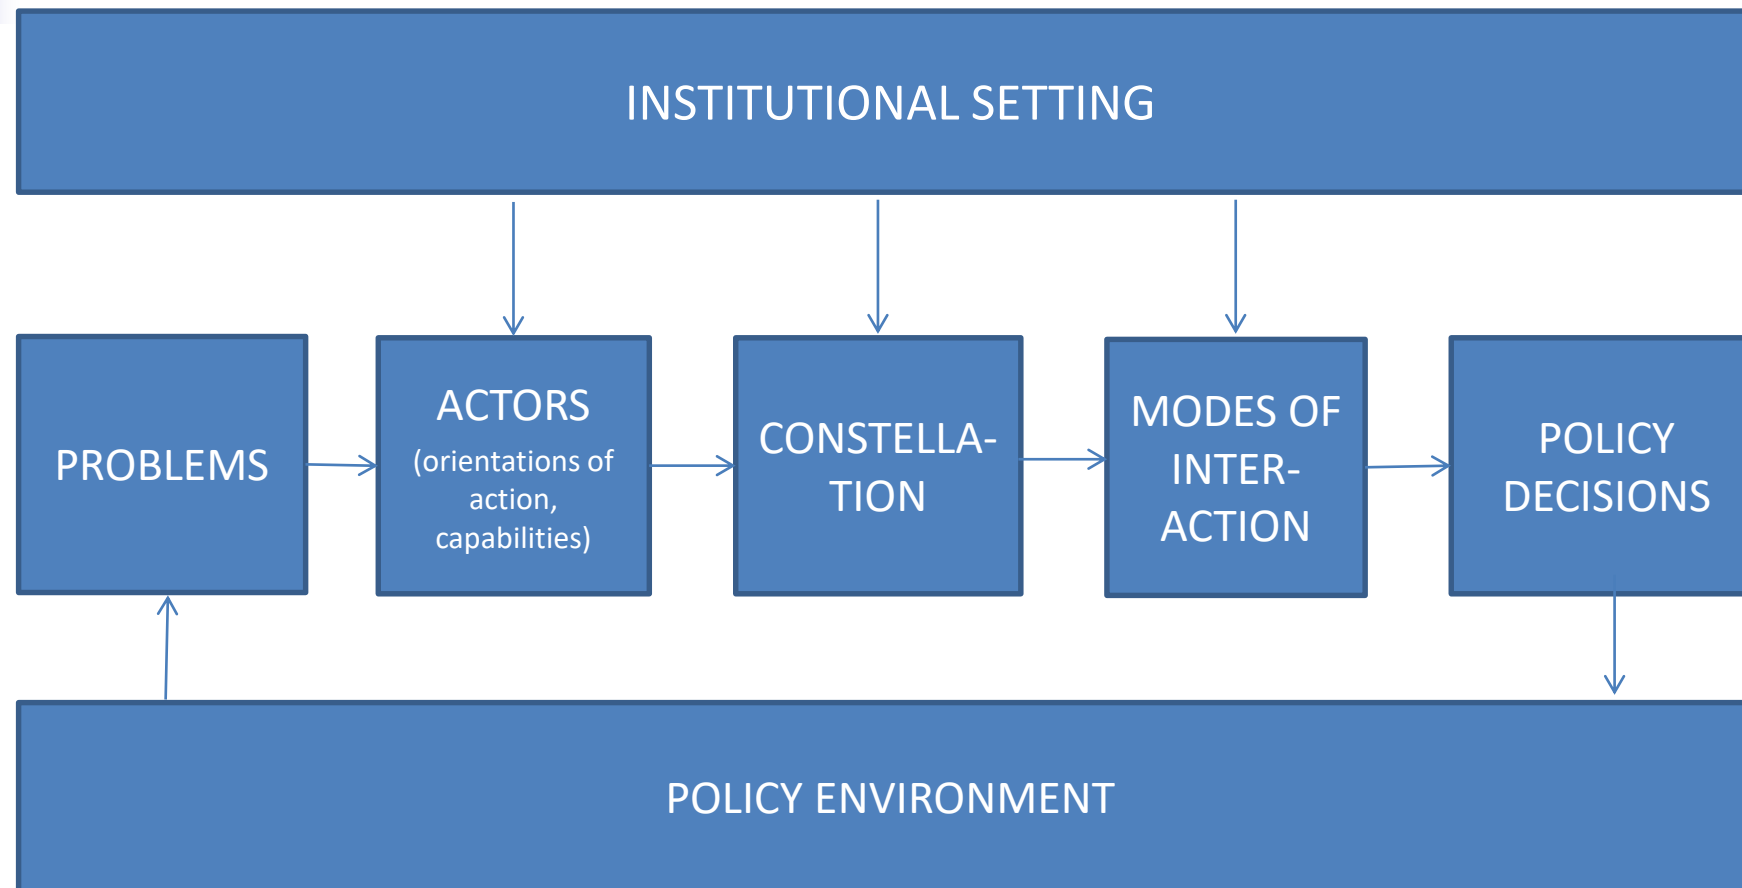 INSTITUTIONAL SETTING
PROBLEMS
ACTORS
(orientations of
action,
capabilities)
CONSTELLA-
TION
MODES OF
INTER-
ACTION
POLICY
DECISIONS
POLICY ENVIRONMENT